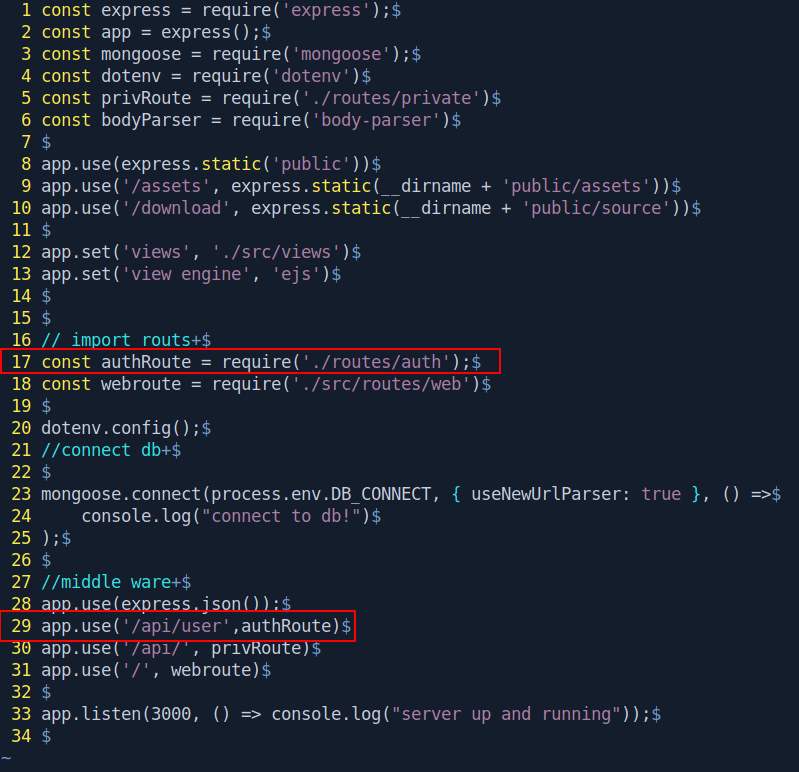 1 const express = require('express');$
2 const app = express();$
3 const mongoose = require('mongoose');$
4 const dotenv = require('dotenv')$
5 const privRoute = require('./routes/private')$
6 const bodyParser = require('body-parser')$
7 $
8 app.use(express.static('public'))$
9 app.use('/assets', express.static(__dirname + 'public/assets'))$
10 app.use('/download', express.static(__dirname + 'public/source'))$
11 $
12 app.set('views', './src/views')$
13 app.set('view engine', 'ejs')$
14 $
15 $
16 // import routs+$
17 const authRoute = require('./routes/auth');$
18 const webroute = require('./src/routes/web')$
19 $
20 dotenv.config();$
21 //connect db+$
22 $
23 mongoose.connect(process.env.DB_CONNECT, { useNewUrlParser: true }, () =>$
24     console.log("connect to db!")$
25 );$
26 $
27 //middle ware+$
28 app.use(express.json());$
29 app.use('/api/user',authRoute)$
30 app.use('/api/', privRoute)$
31 app.use('/', webroute)$
32 $
33 app.listen(3000, () => console.log("server up and running"));$
34 $
~